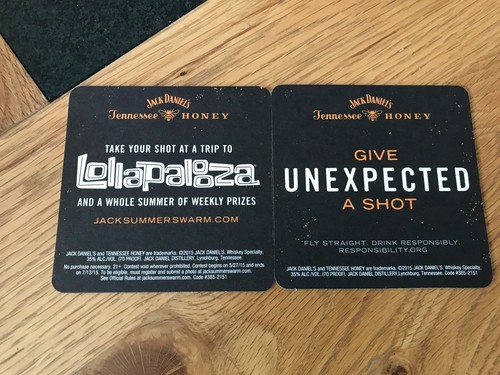 JACK DANIEL'S
Tennessee HONEY
TAKE YOUR SHOT AT A TRIP TO
Lollapalooza
AND A WHOLE SUMMER OF WEEKLY PRIZES
JACKSUMMERSWARM.COM
JACK DANIEL'S and TENNESSEE HONEY are trademarks. ©2015 JACK DANIEL'S. Whiskey Specialty,
35% ALC./VOL. (70 PROOF). JACK DANIEL DISTILLERY, Lynchburg, Tennessee.
No purchase necessary. 21+. Contest void wherever prohibited. Contest begins on 5/27/15 and ends
on 7/13/15. To be eligible, must register and submit a photo at jacksummerswarm.com.
See Official Rules at jacksummerswarm.com. Code #385-2151
JACK DANIEL'S
Tennessee HONEY
GIVE
UNEXPECTED
A SHOT
FLY STRAIGHT. DRINK RESPONSIBLY.
RESPONSIBILITY.ORG
JACK DANIEL'S and TENNESSEE HONEY are trademarks. ©2015 JACK DANIEL'S. Whiskey Specialty,
35% ALC./VOL. (70 PROOF). JACK DANIEL DISTILLERY, Lynchburg, Tennessee. Code #385-2151